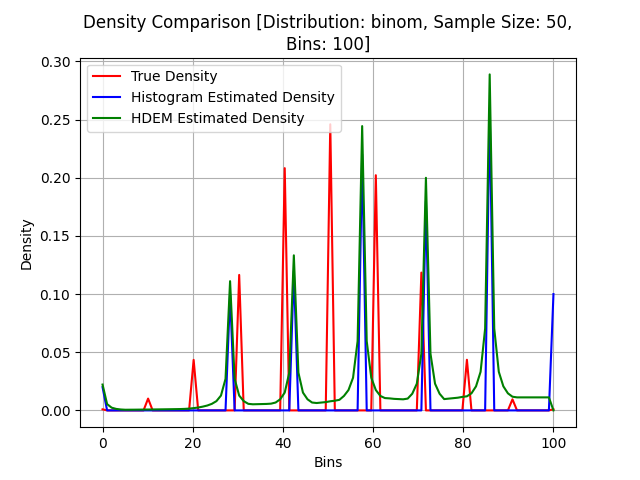 Density Comparison [Distribution: binom, Sample Size: 50,
Bins: 100]
True Density
Histogram Estimated Density
HDEM Estimated Density
Density
0.30
0.25
0.20
0.15
0.10
0.05
0.00
0 20 40 60 80 100
Bins